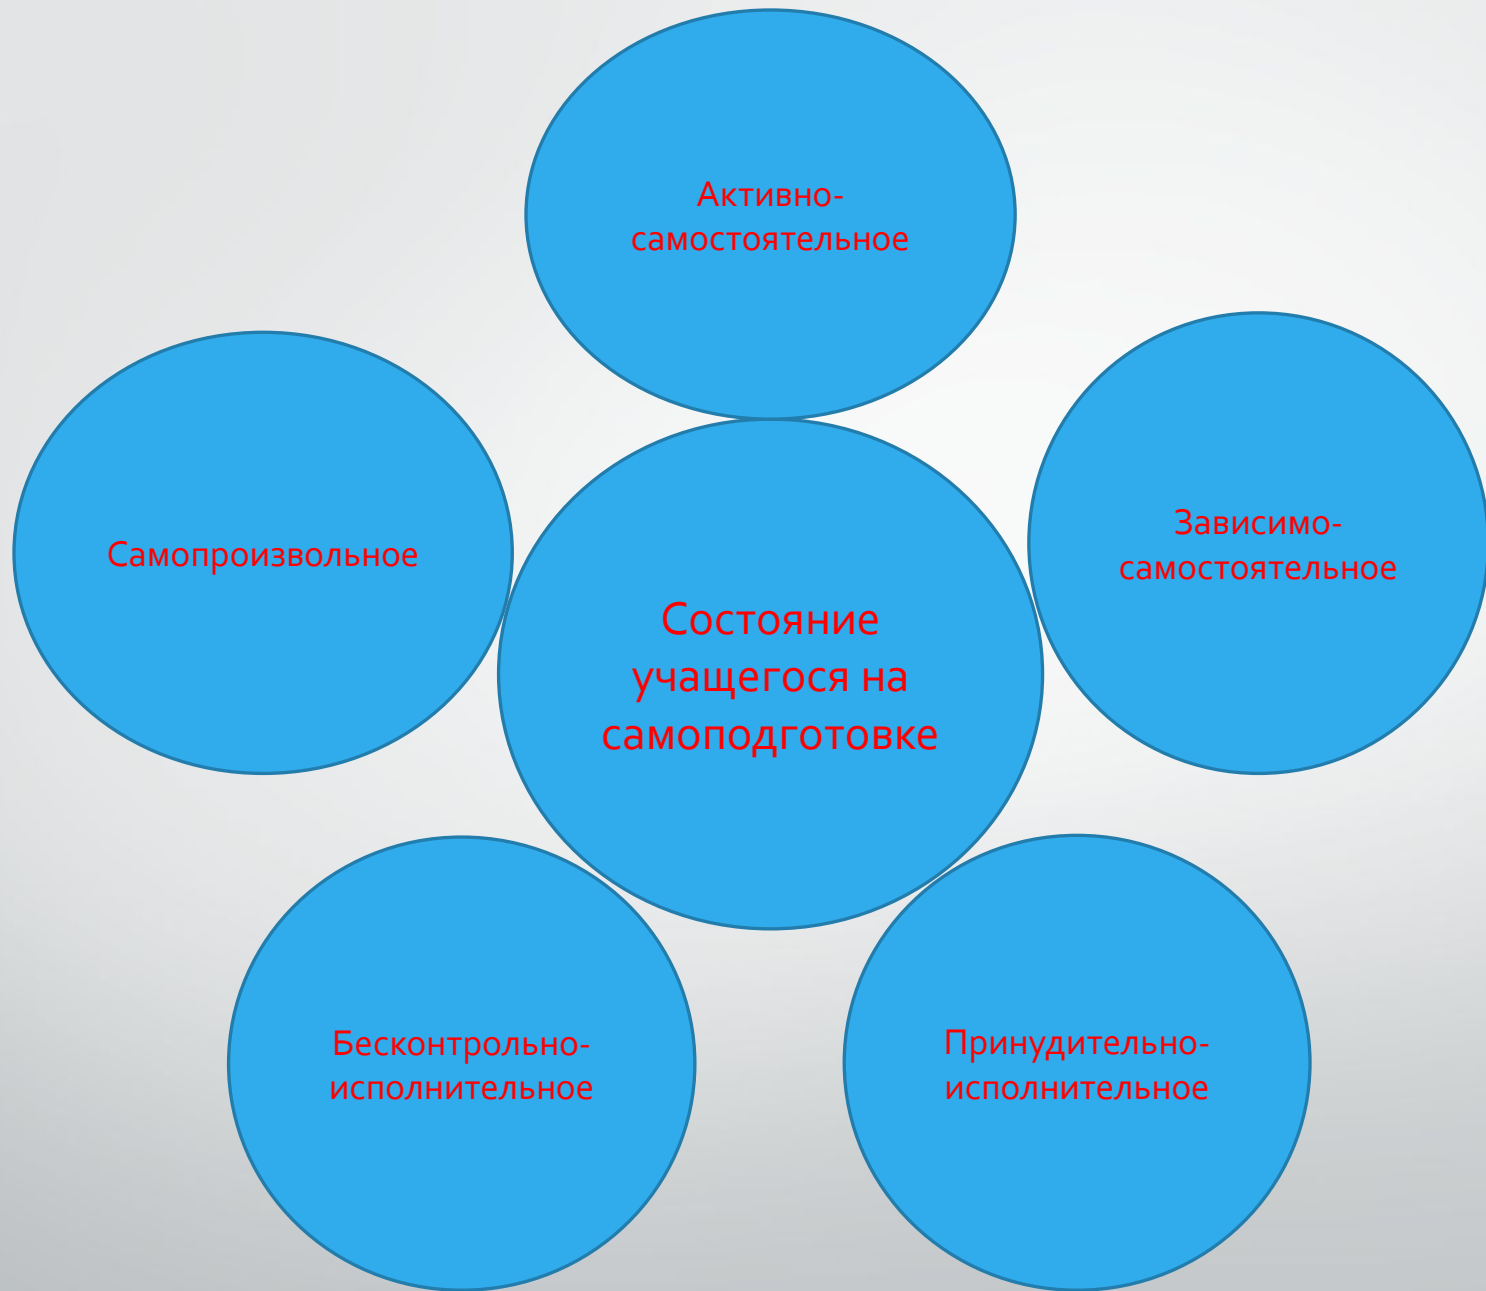 Активно-
самостоятельное
Самопроизвольное
Зависимо-
самостоятельное
Состояние
учащегося на
самоподготовке
Бесконтрольно-
исполнительное
Принудительно-
исполнительное